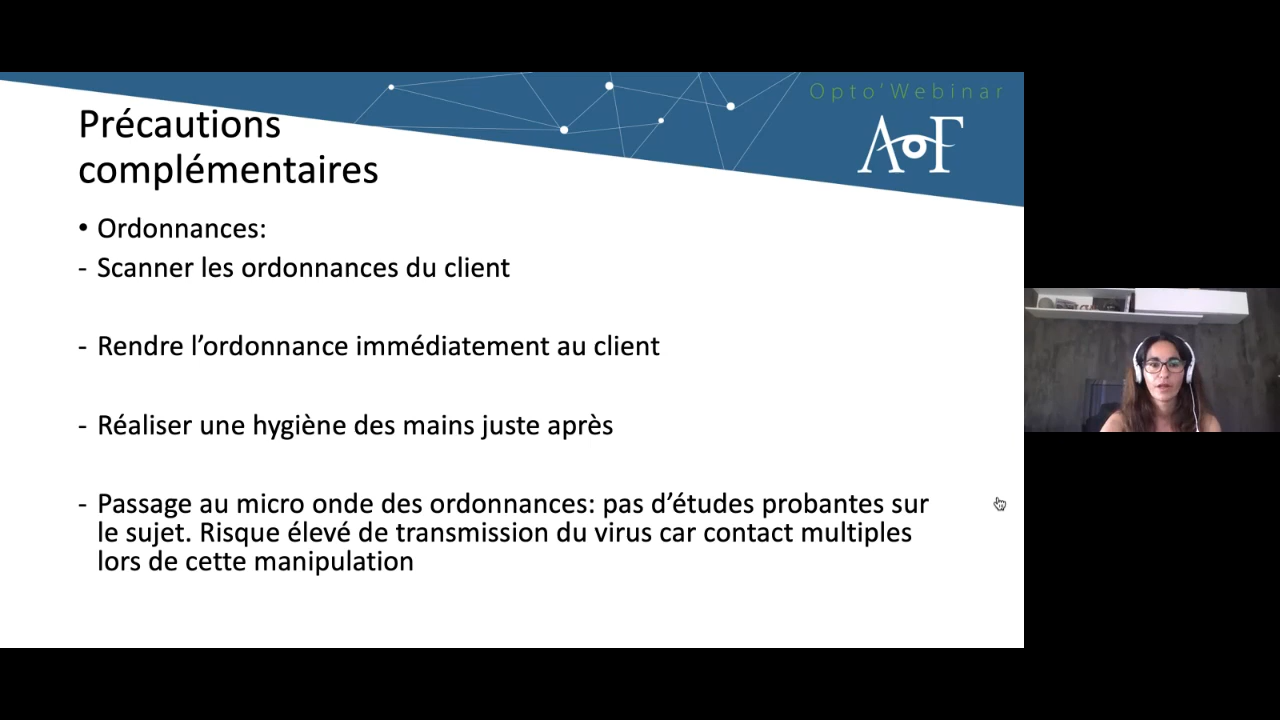 Opto'Webinar
AOF
Précautions
complémentaires
• Ordonnances:
- Scanner les ordonnances du client
- Rendre l’ordonnance immédiatement au client
- Réaliser une hygiène des mains juste après
- Passage au micro onde des ordonnances: pas d’études probantes sur
le sujet. Risque élevé de transmission du virus car contact multiples
lors de cette manipulation